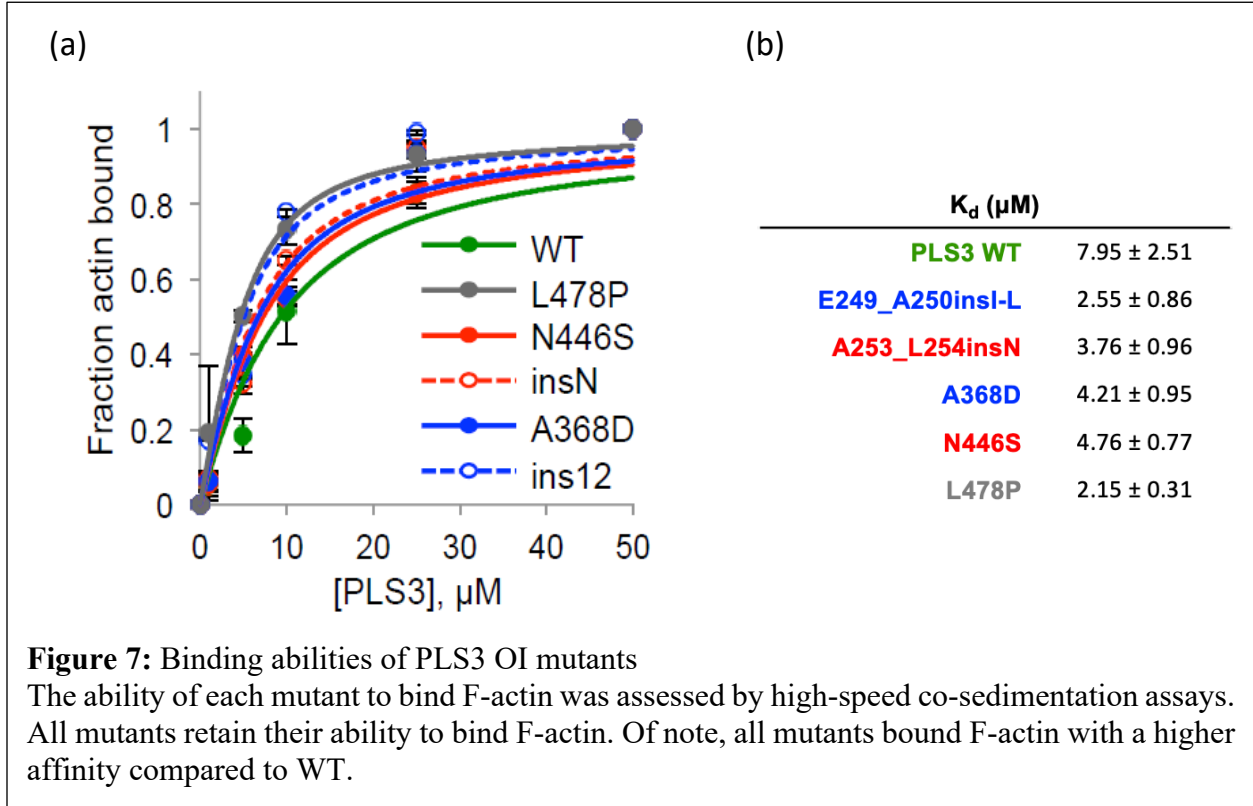 (a)
Fraction actin bound
1
0.8
0.6
0.4
0.2
0
0 10 20 30 40 50
[PLS3], µM
WT
L478P
N446S
insN
A368D
ins12
(b)
Kd (µM)
PLS3 WT 7.95 ± 2.51
E249_A250insI-L 2.55 ± 0.86
A253_L254insN 3.76 ± 0.96
A368D 4.21 ± 0.95
N446S 4.76 ± 0.77
L478P 2.15 ± 0.31
Figure 7: Binding abilities of PLS3 OI mutants
The ability of each mutant to bind F-actin was assessed by high-speed co-sedimentation assays.
All mutants retain their ability to bind F-actin. Of note, all mutants bound F-actin with a higher
affinity compared to WT.